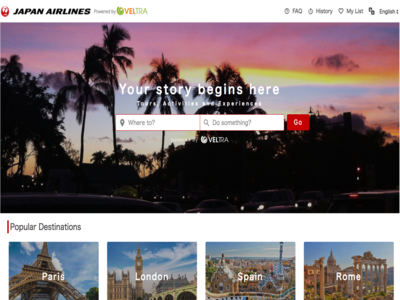 JAPAN AIRLINES Powered by VELTRA
FAQ History My List English
Your story begins here
Tours, Activities and Experiences
Where to? Do something? Go
VELTRA
Popular Destinations
Paris London Spain Rome